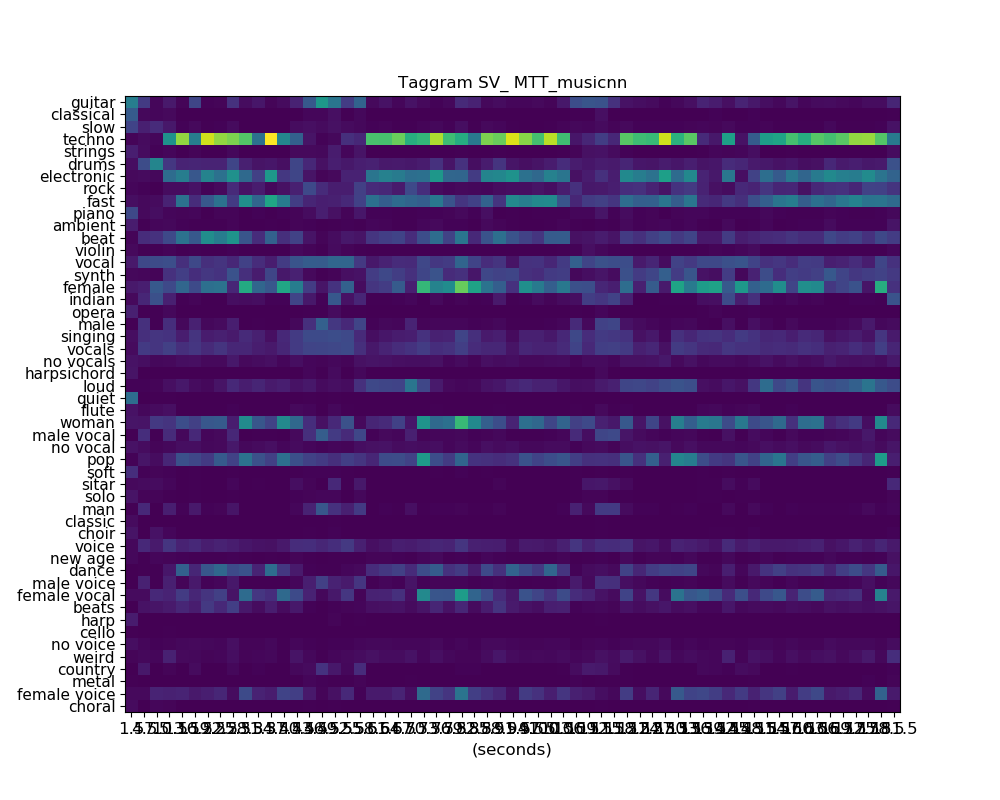 Taggram SV_ MTT_musicnn
guitar
classical
slow
techno
strings
drums
electronic
rock
fast
piano
ambient
beat
violin
vocal
synth
female
indian
opera
male
singing
vocals
no vocals
harpsichord
loud
quiet
flute
woman
male vocal
no vocal
pop
soft
sitar
solo
man
classic
choir
voice
new age
dance
male voice
female vocal
beats
harp
cello
no voice
weird
country
metal
female voice
choral
(seconds)